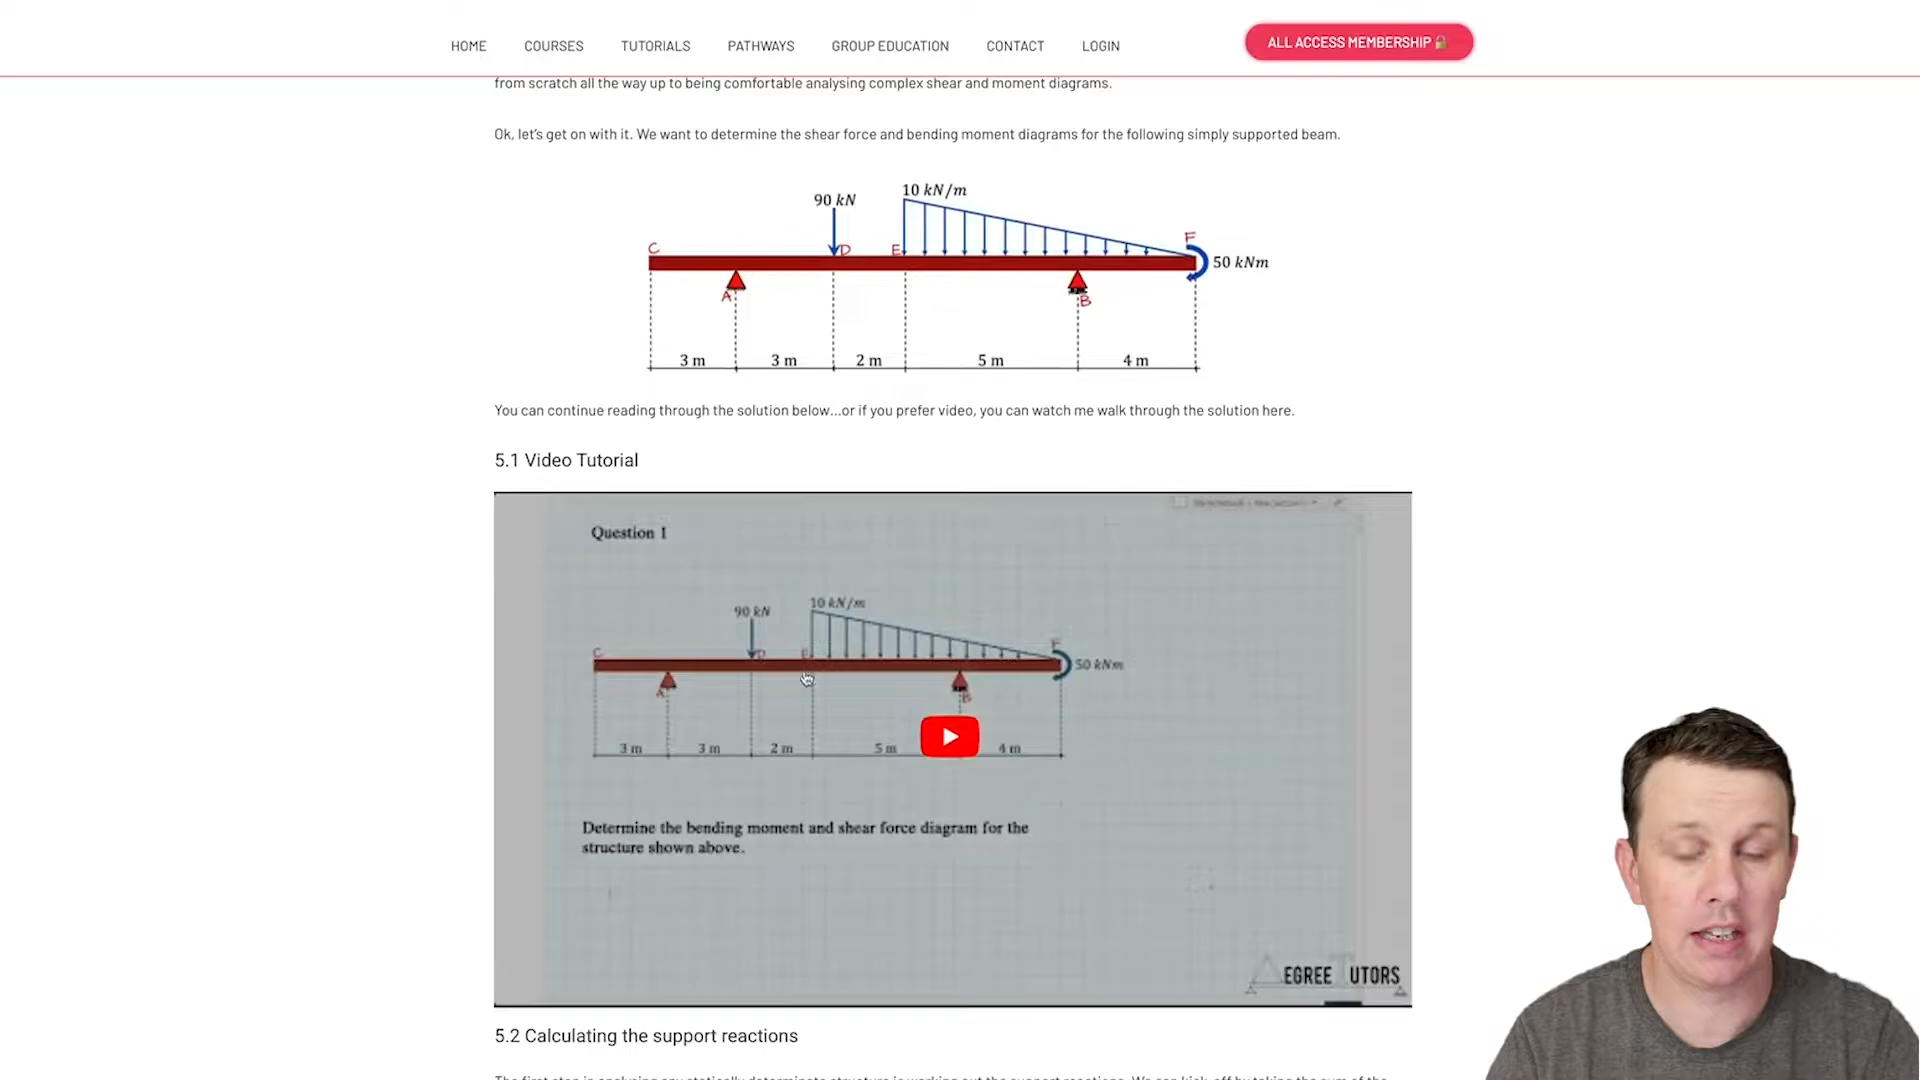 HOME COURSES TUTORIALS PATHWAYS GROUP EDUCATION CONTACT LOGIN ALL ACCESS MEMBERSHIP
from scratch all the way up to being comfortable analysing complex shear and moment diagrams.
Ok, let's get on with it. We want to determine the shear force and bending moment diagrams for the following simply supported beam.
10 kN/m
90 kN
F
C D E
50 kNm
A B
3 m 3 m 2 m 5 m 4 m
You can continue reading through the solution below...or if you prefer video, you can watch me walk through the solution here.
5.1 Video Tutorial
Question 1
10 kN/m
90 kN
F
C D E
50 kNm
A B
3 m 3 m 2 m 5 m 4 m
Determine the bending moment and shear force diagram for the
structure shown above.
EGREE TUTORS
5.2 Calculating the support reactions